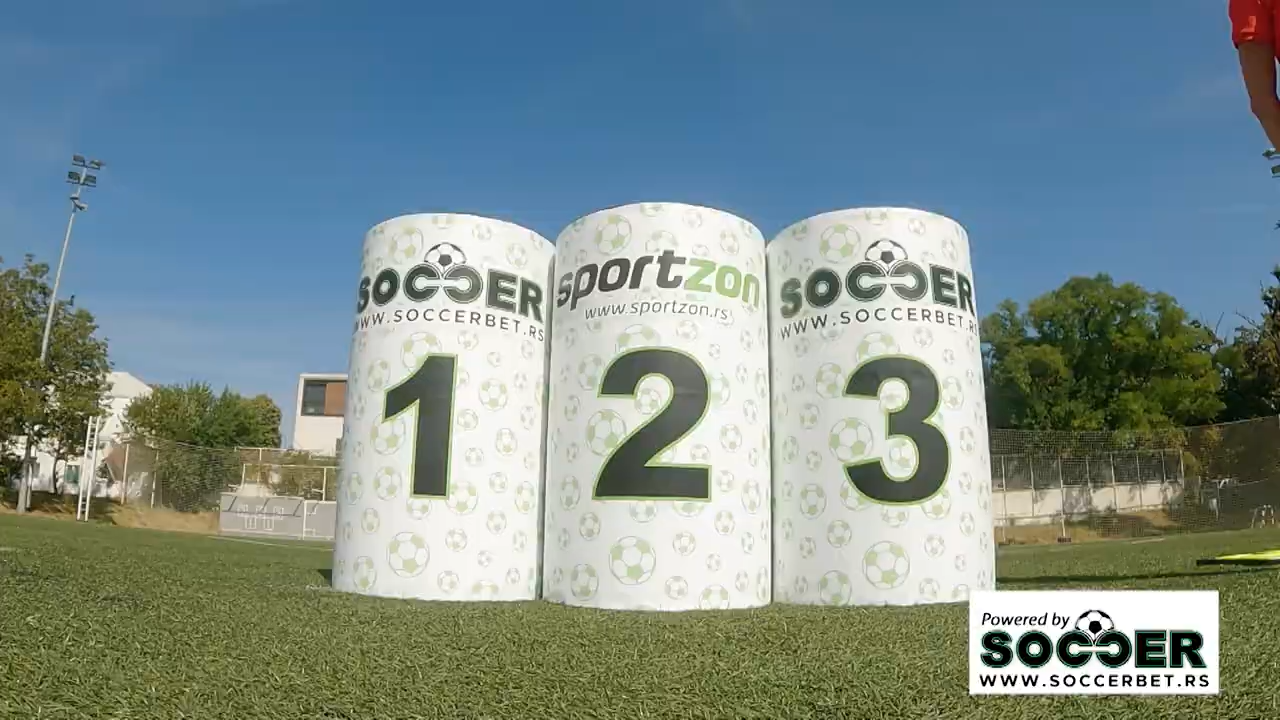 SOCCER
WWW.SOCCERBET.RS
1
sportzon
www.sportzon.rs
2
SOCCER
WWW.SOCCERBET.RS
3
Powered by
SOCCER
WWW.SOCCERBET.RS